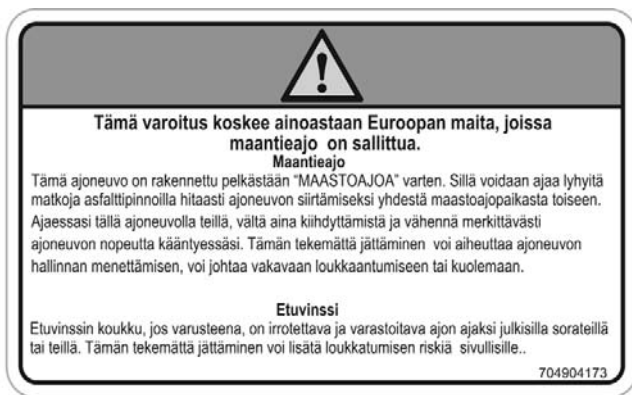 Tämä varoitus koskee ainoastaan Euroopan maita, joissa
maantieajo on sallittua.
Maantieajo
Tämä ajoneuvo on rakennettu pelkästään "MAASTOAJOA" varten. Sillä voidaan ajaa lyhyitä
matkoja asfalttipinnoilla hitaasti ajoneuvon siirtämiseksi yhdestä maastoajopaikasta toiseen.
Ajaessasi tällä ajoneuvolla teillä, vältä aina kiihdyttämistä ja vähennä merkittävästi
ajoneuvon nopeutta kääntyessäsi. Tämän tekemättä jättäminen voi aiheuttaa ajoneuvon
hallinnan menettämisen, voi johtaa vakavaan loukkaantumiseen tai kuolemaan.
Etuvinssi
Etuvinssin koukku, jos varusteena, on irrotettava ja varastoitava ajon ajaksi julkisilla sorateillä
tai teillä. Tämän tekemättä jättäminen voi lisätä loukkatumisen riskiä sivullisille..
704904173